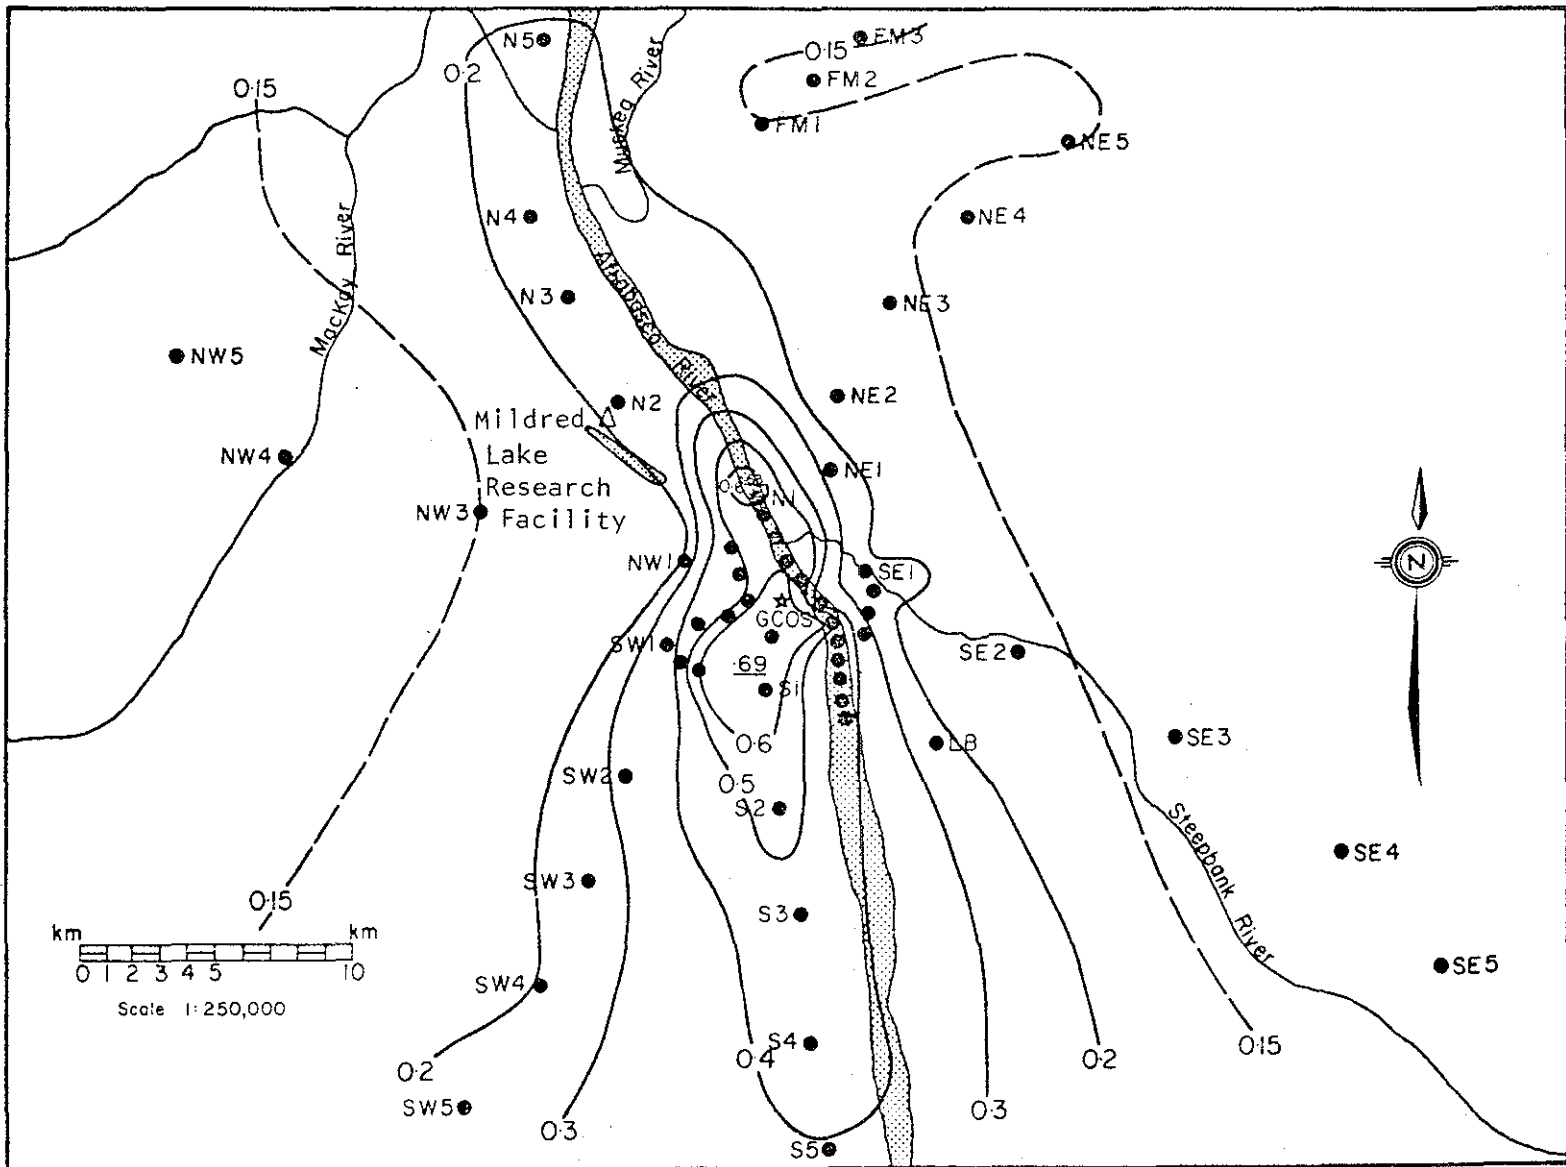 N5
0.15
FM3
FM2
0.2
0.15
Muskeg River
FM1
NE5
N4
NE4
MacKay River
Athabasca River
N3
NE3
NW5
N2
NE2
Mildred
Lake
Research
Facility
NW4
NE1
N1
NW3
N
NW1
SE1
GCOS
SW1
SE2
.69
S1
0.6
LB
SE3
SW2
0.5
S2
Steepbank River
SE4
SW3
0.15
S3
km
km
0 1 2 3 4 5 10
Scale 1:250,000
SE5
SW4
S4
0.2
0.4
0.2
0.15
SW5
0.3
0.3
S5